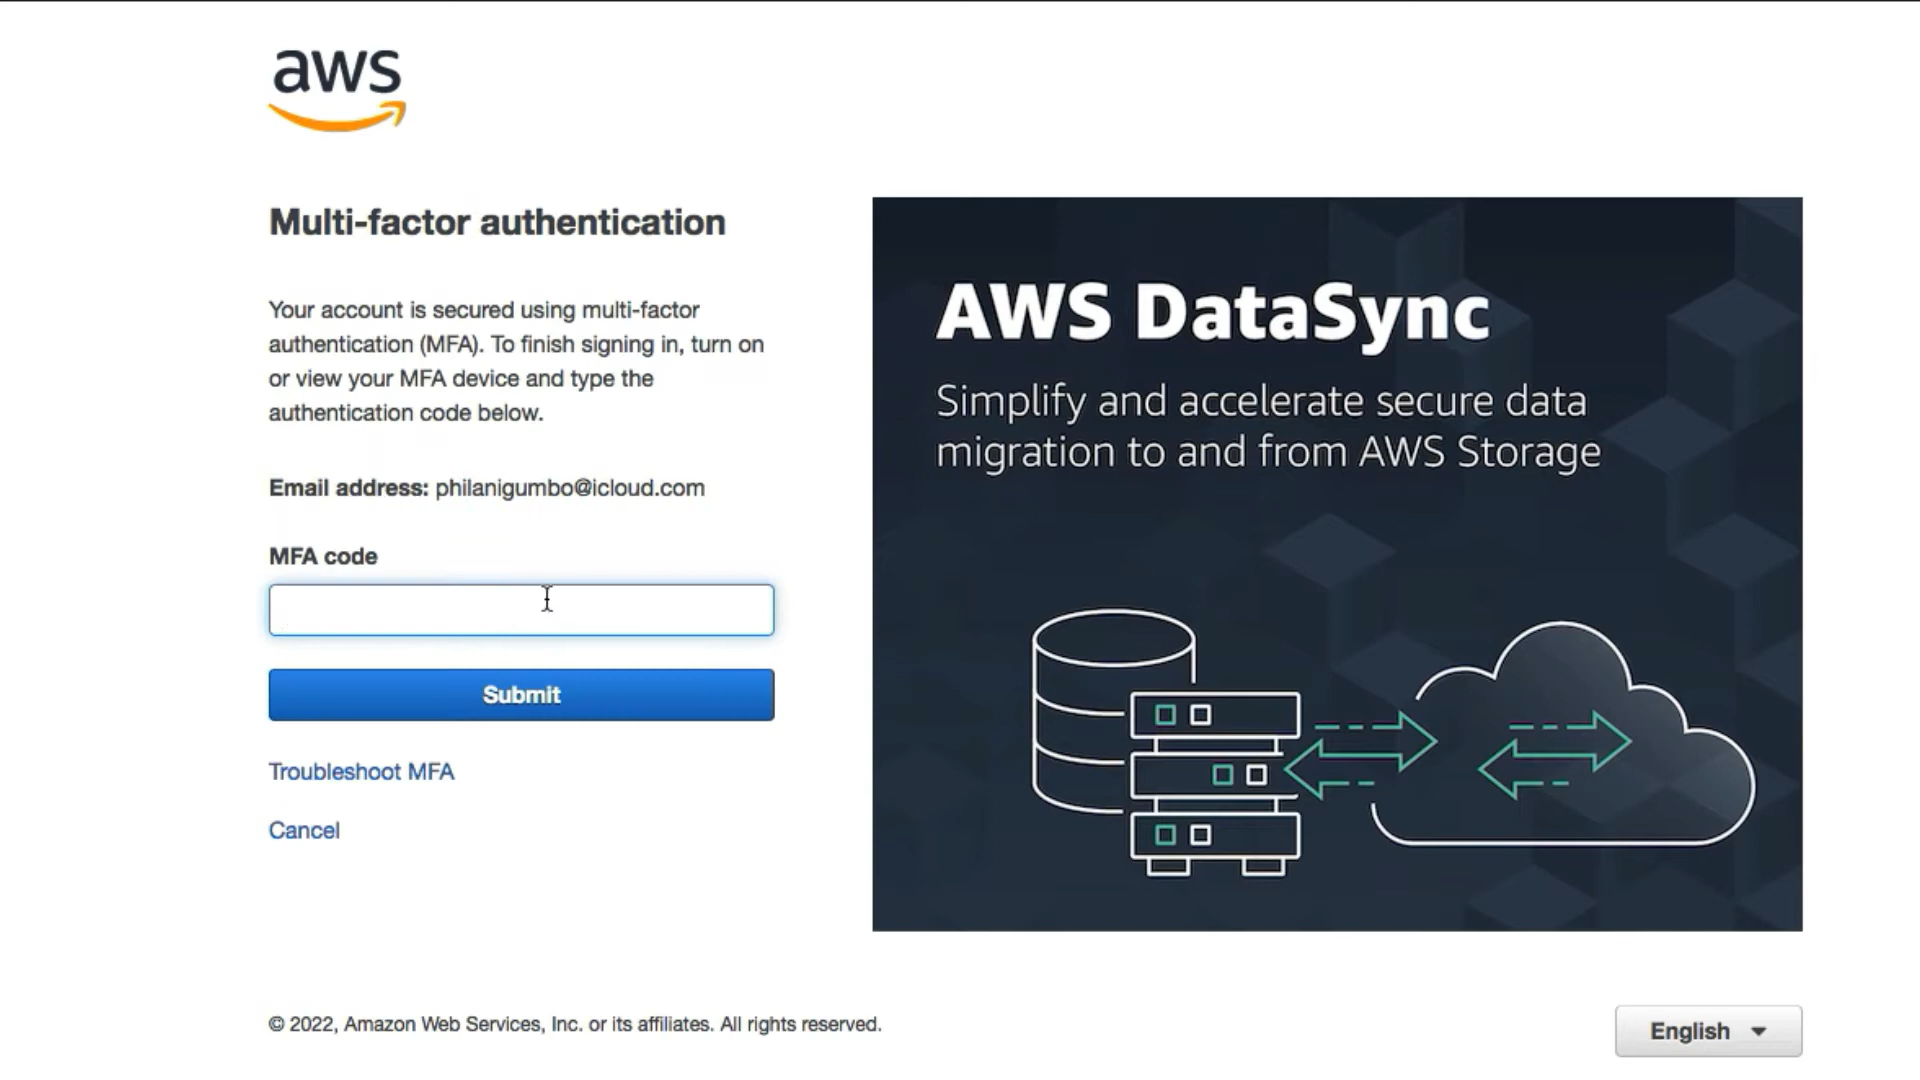 aws
Multi-factor authentication
Your account is secured using multi-factor
authentication (MFA). To finish signing in, turn on
or view your MFA device and type the
authentication code below.
Email address: philanigumbo@icloud.com
MFA code
Submit
Troubleshoot MFA
Cancel
AWS DataSync
Simplify and accelerate secure data
migration to and from AWS Storage
© 2022, Amazon Web Services, Inc. or its affiliates. All rights reserved.
English